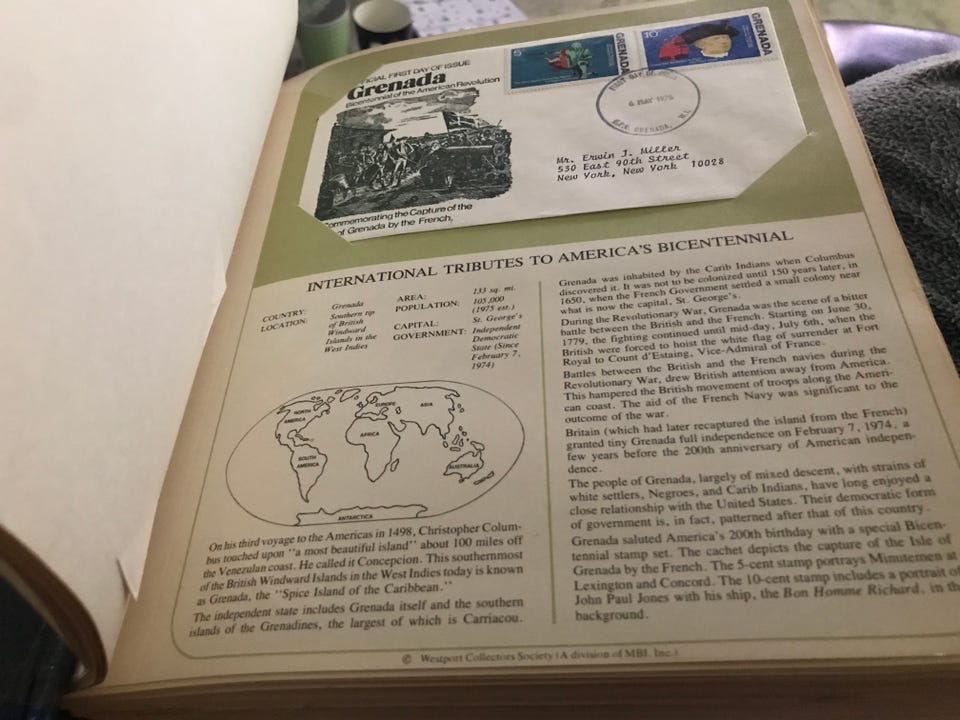 OFFICIAL FIRST DAY OF ISSUE
Grenada
Bicentennial of the American Revolution
Commemorating the Capture of the
of Grenada by the French,
5
GRENADA
10
GRENADA
FIRST DAY OF ISSUE
6 MAY 1975
G.P.O. GRENADA, W.I.
Mr. Erwin J. Miller
530 East 90th Street
New York, New York 10028
INTERNATIONAL TRIBUTES TO AMERICA'S BICENTENNIAL
COUNTRY: Grenada
LOCATION: Southern tip
of British
Windward
Islands in the
West Indies
AREA: 133 sq. mi.
POPULATION: 105,000
(1975 est.)
CAPITAL: St. George's
GOVERNMENT: Independent
Democratic
State (Since
February 7,
1974)
NORTH
AMERICA
EUROPE
ASIA
AFRICA
SOUTH
AMERICA
AUSTRALIA
ANTARCTICA
On his third voyage to the Americas in 1498, Christopher Colum-
bus touched upon "a most beautiful island" about 100 miles off
the Venezulan coast. He called it Concepcion. This southernmost
of the British Windward Islands in the West Indies today is known
as Grenada, the "Spice Island of the Caribbean."
The independent state includes Grenada itself and the southern
islands of the Grenadines, the largest of which is Carriacou.
Grenada was inhabited by the Carib Indians when Columbus
discovered it. It was not to be colonized until 150 years later, in
1650, when the French Government settled a small colony near
what is now the capital, St. George's.
During the Revolutionary War, Grenada was the scene of a bitter
battle between the British and the French. Starting on June 30,
1779, the fighting continued until mid-day, July 6th, when the
British were forced to hoist the white flag of surrender at Fort
Royal to Count d'Estaing, Vice-Admiral of France.
Battles between the British and the French navies during the
Revolutionary War, drew British attention away from America.
This hampered the British movement of troops along the Ameri-
can coast. The aid of the French Navy was significant to the
outcome of the war.
Britain (which had later recaptured the island from the French)
granted tiny Grenada full independence on February 7, 1974, a
few years before the 200th anniversary of American indepen-
dence.
The people of Grenada, largely of mixed descent, with strains of
white settlers, Negroes, and Carib Indians, have long enjoyed a
close relationship with the United States. Their democratic form
of government is, in fact, patterned after that of this country.
Grenada saluted America's 200th birthday with a special Bicen-
tennial stamp set. The cachet depicts the capture of the Isle of
Grenada by the French. The 5-cent stamp portrays Minutemen at
Lexington and Concord. The 10-cent stamp includes a portrait of
John Paul Jones with his ship, the Bon Homme Richard, in the
background.
© Westport Collectors Society (A division of MBI, Inc.)